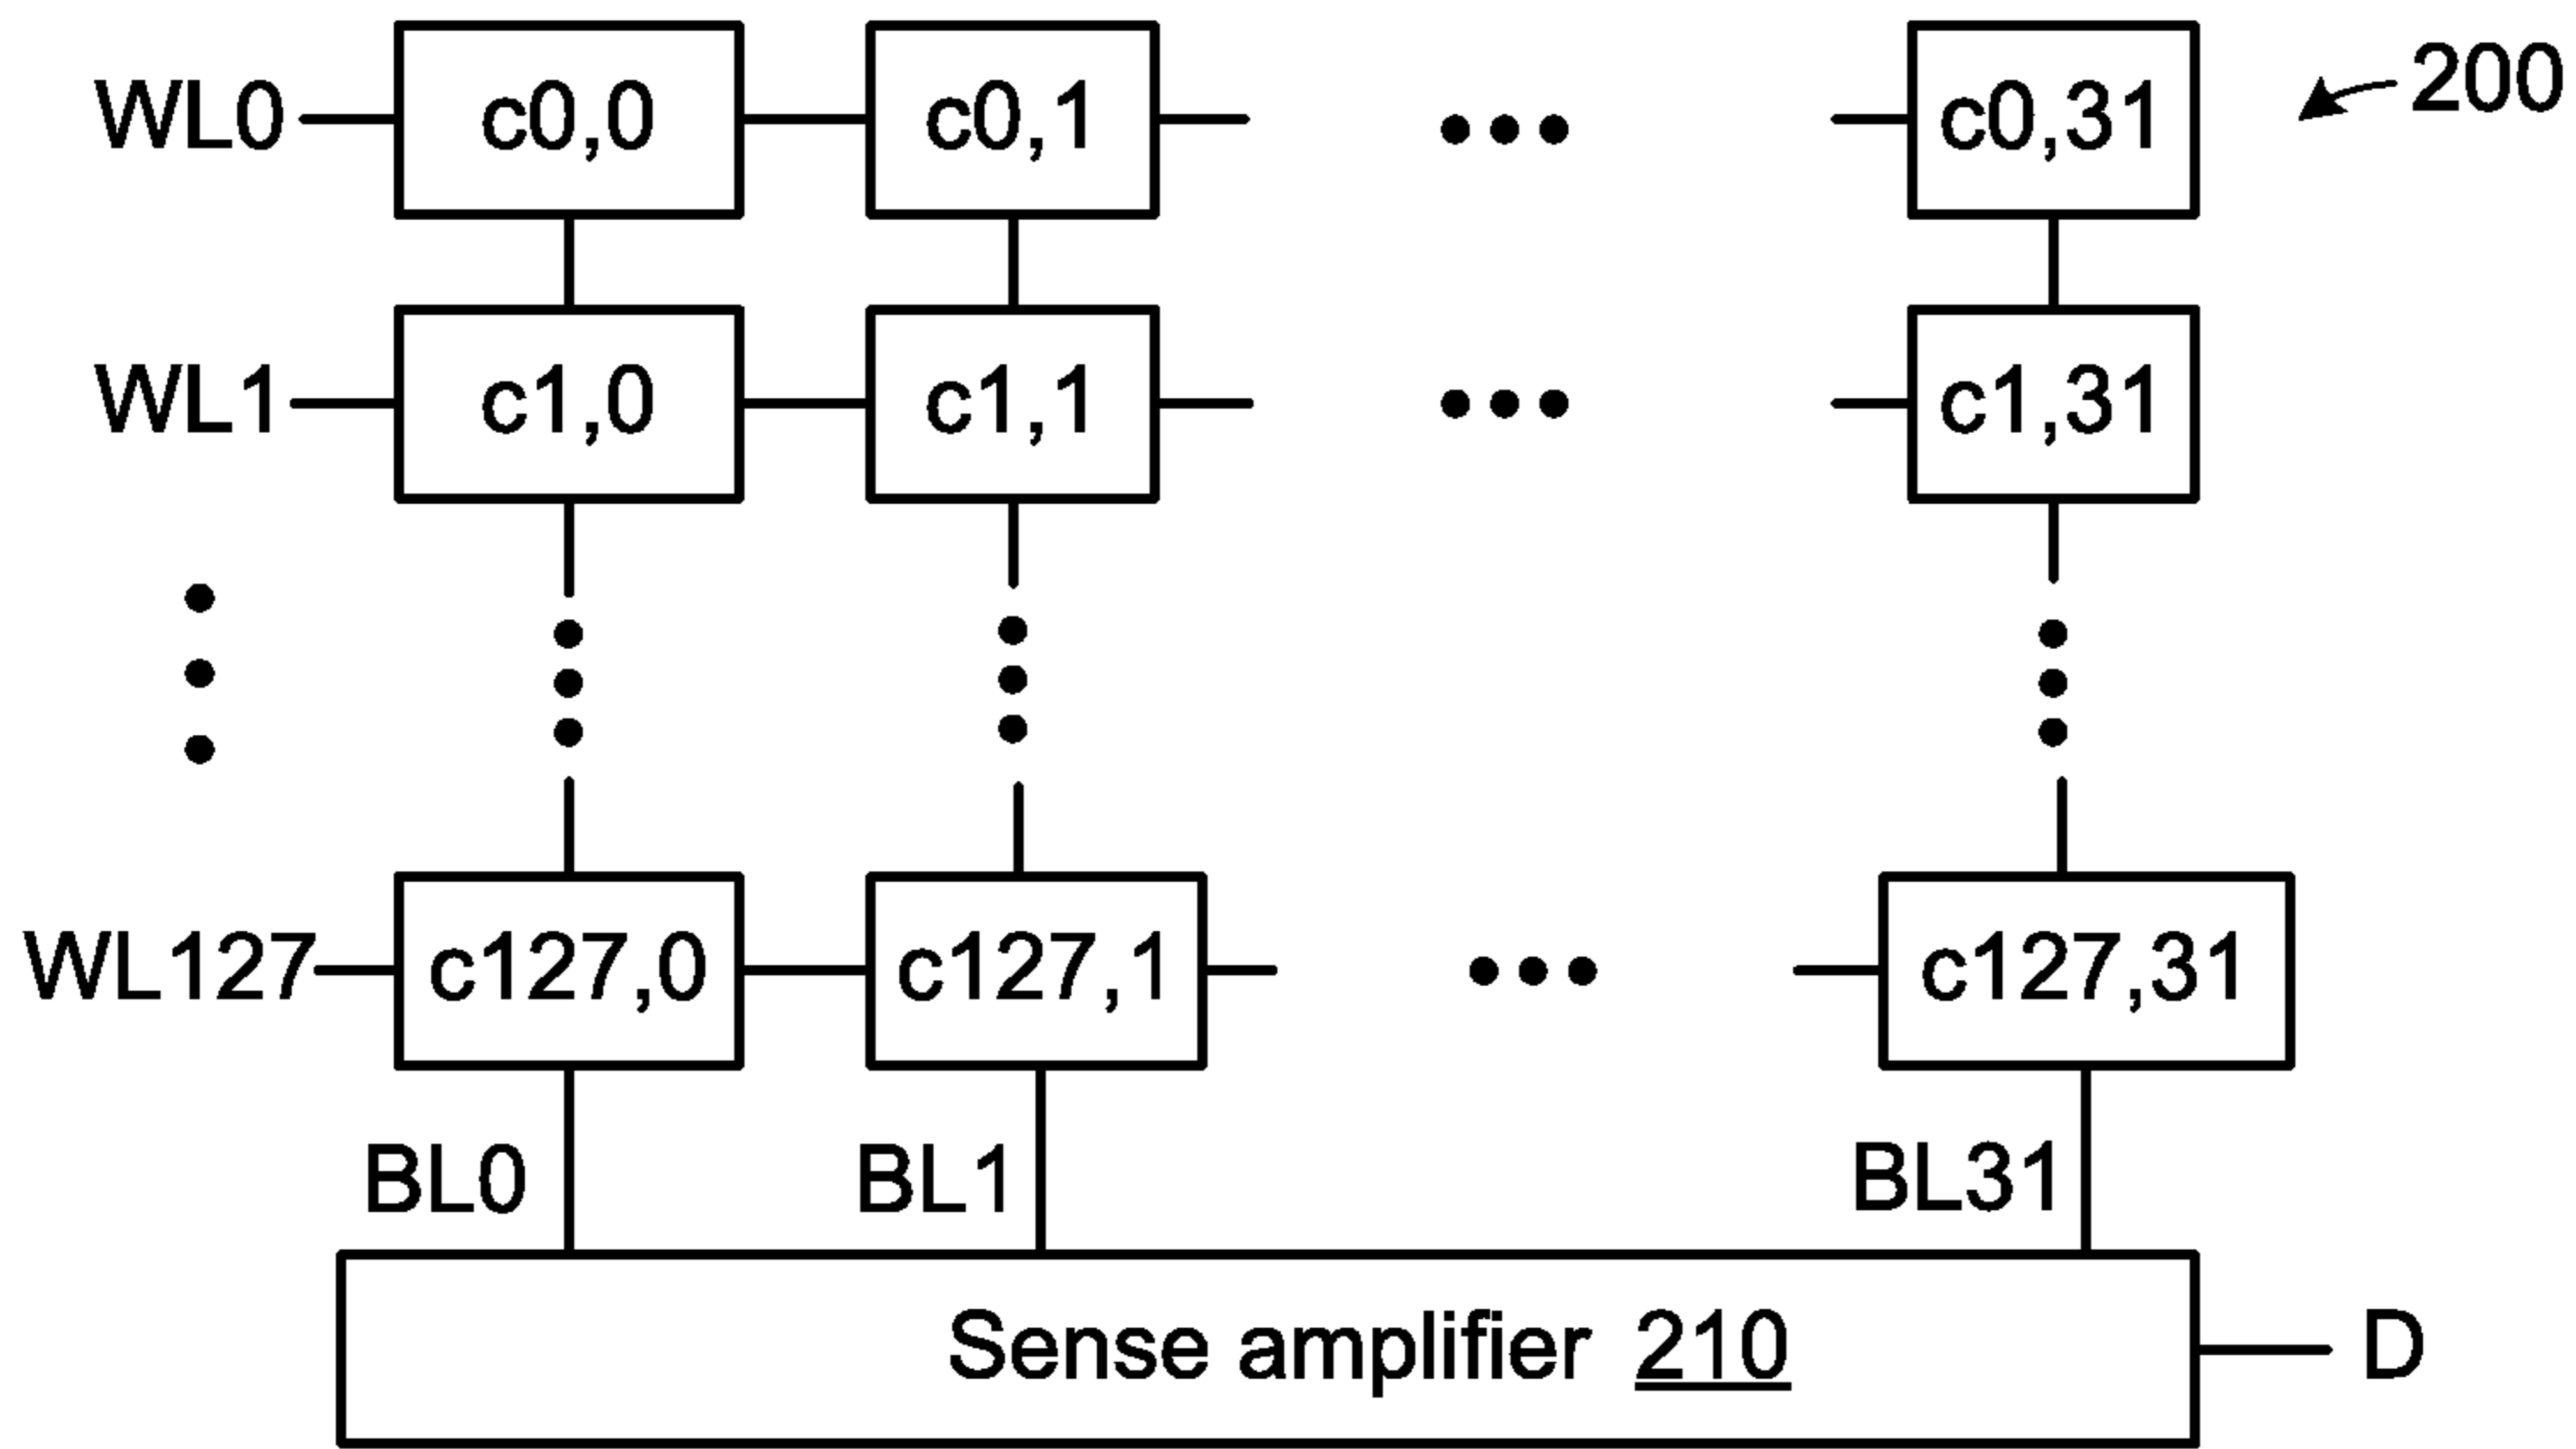 WL0 c0,0 c0,1 c0,31 200
WL1 c1,0 c1,1 c1,31
WL127 c127,0 c127,1 c127,31
BL0 BL1 BL31
Sense amplifier 210 D